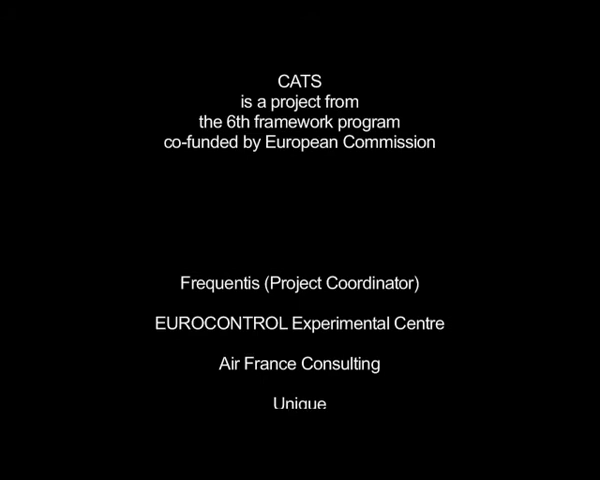 CATS
is a project from
the 6th framework program
co-funded by European Commission
Frequentis (Project Coordinator)
EUROCONTROL Experimental Centre
Air France Consulting
Unique